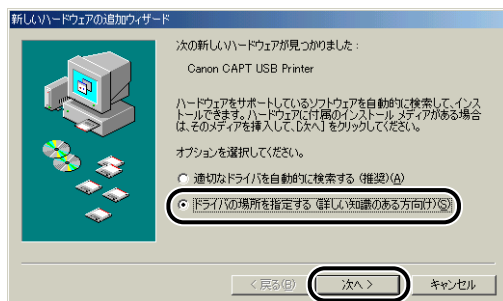 新しいハードウェアの追加ウィザード
次の新しいハードウェアが見つかりました：
Canon CAPT USB Printer
ハードウェアをサポートしているソフトウェアを自動的に検索して、インス
トールできます。ハードウェアに付属のインストール メディアがある場合
は、そのメディアを挿入して、[次へ] をクリックしてください。
オプションを選択してください。
適切なドライバを自動的に検索する (推奨)(A)
ドライバの場所を指定する (詳しい知識のある方向け)(S)
< 戻る(B)
次へ >
キャンセル